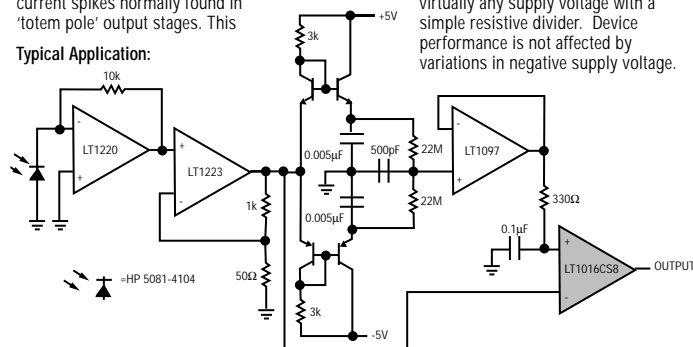 current spikes normally found in
'totem pole' output stages. This
virtually any supply voltage with a
simple resistive divider. Device
performance is not affected by
variations in negative supply voltage.
Typical Application:
+5V
3k
10k
-
+
LT1220
+
-
LT1223
0.005µF
500pF
22M
-
+
LT1097
1k
22M
0.005µF
330Ω
0.1µF
+
-
LT1016CS8
OUTPUT
50Ω
=HP 5081-4104
3k
-5V